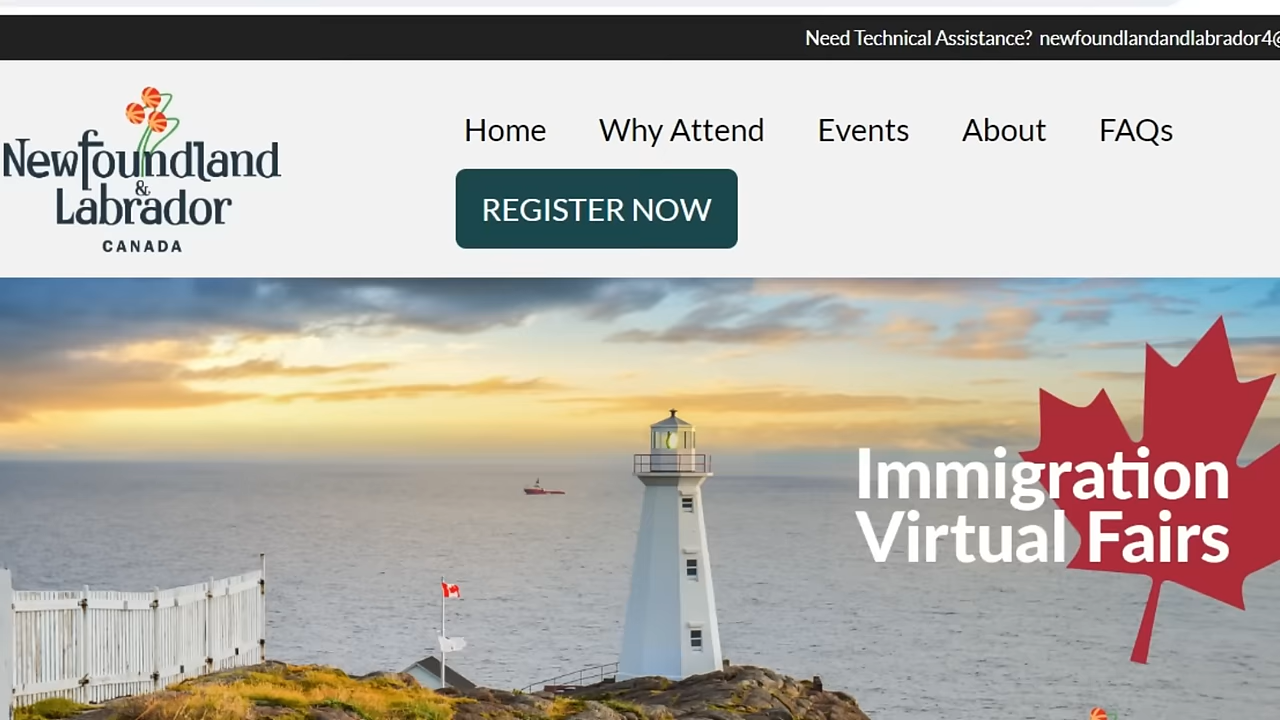 Need Technical Assistance? newfoundlandandlabrador4@
Newfoundland
&
Labrador
CANADA
Home Why Attend Events About FAQs
REGISTER NOW
Immigration
Virtual Fairs